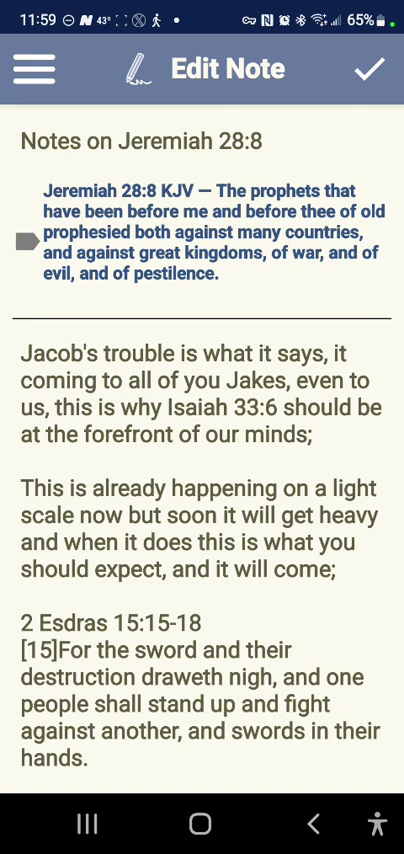 11:59 43° 65%
Edit Note
Notes on Jeremiah 28:8
Jeremiah 28:8 KJV — The prophets that
have been before me and before thee of old
prophesied both against many countries,
and against great kingdoms, of war, and of
evil, and of pestilence.
Jacob's trouble is what it says, it
coming to all of you Jakes, even to
us, this is why Isaiah 33:6 should be
at the forefront of our minds;
This is already happening on a light
scale now but soon it will get heavy
and when it does this is what you
should expect, and it will come;
2 Esdras 15:15-18
[15]For the sword and their
destruction draweth nigh, and one
people shall stand up and fight
against another, and swords in their
hands.